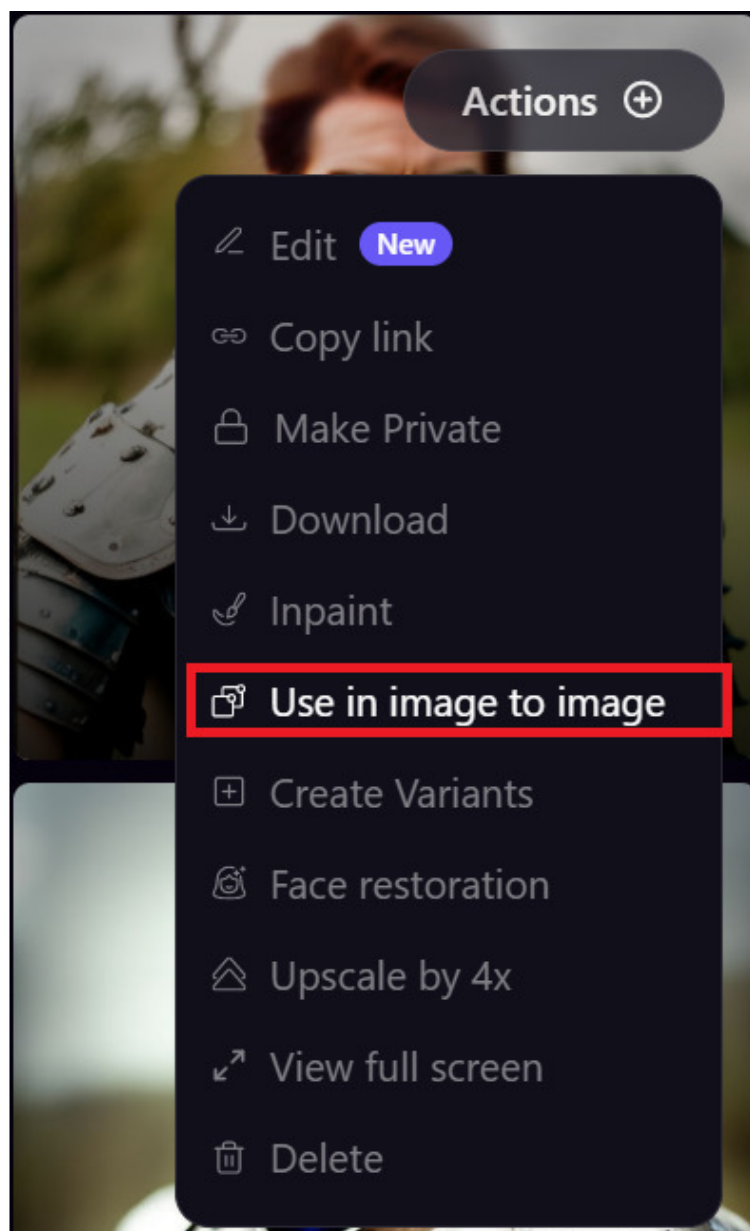 Actions
Edit New
Copy link
Make Private
Download
Inpaint
Use in image to image
Create Variants
Face restoration
Upscale by 4x
View full screen
Delete